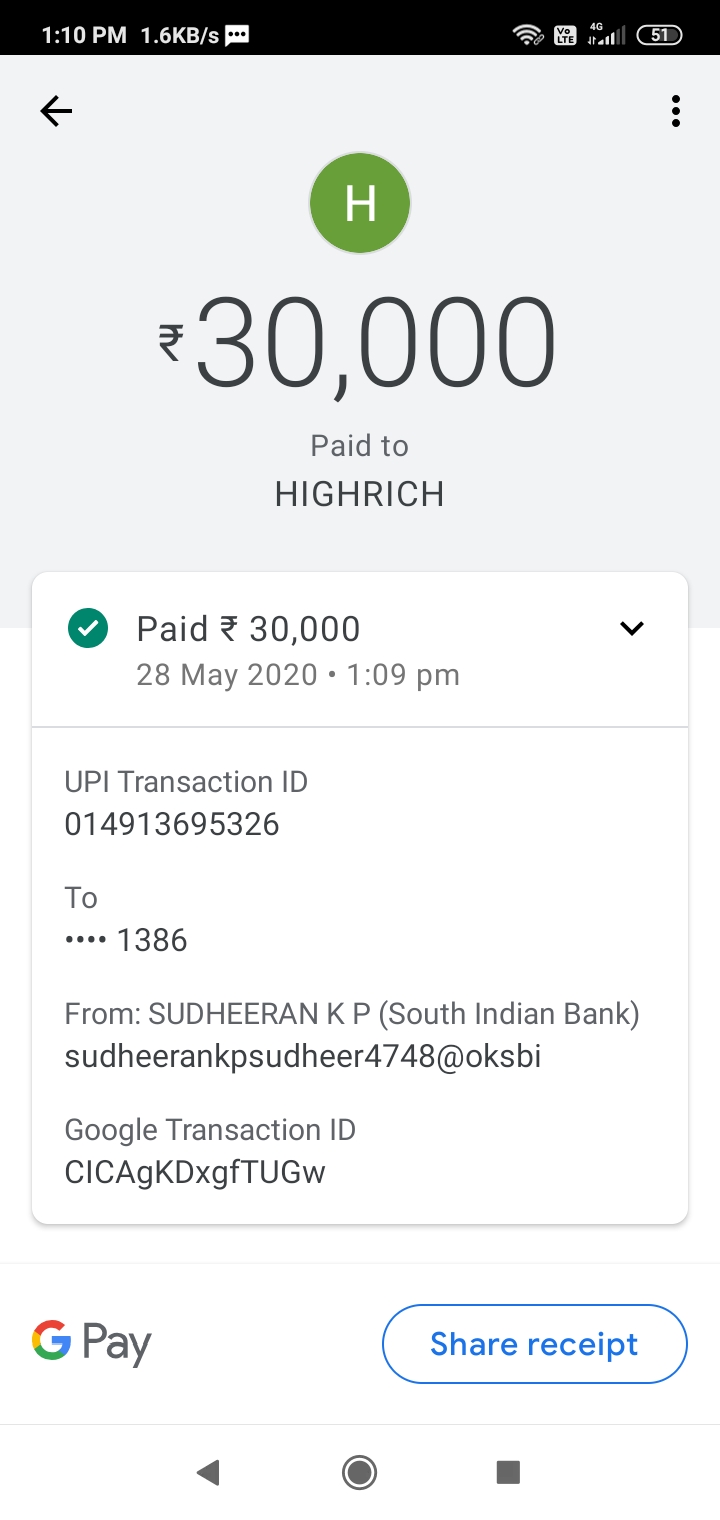 1:10 PM 1.6KB/s
Vo LTE 4G 51
H
₹30,000
Paid to
HIGHRICH
Paid ₹ 30,000
28 May 2020 • 1:09 pm
UPI Transaction ID
014913695326
To
•••• 1386
From: SUDHEERAN K P (South Indian Bank)
sudheerankpsudheer4748@oksbi
Google Transaction ID
CICAgKDxgfTUGw
G Pay
Share receipt